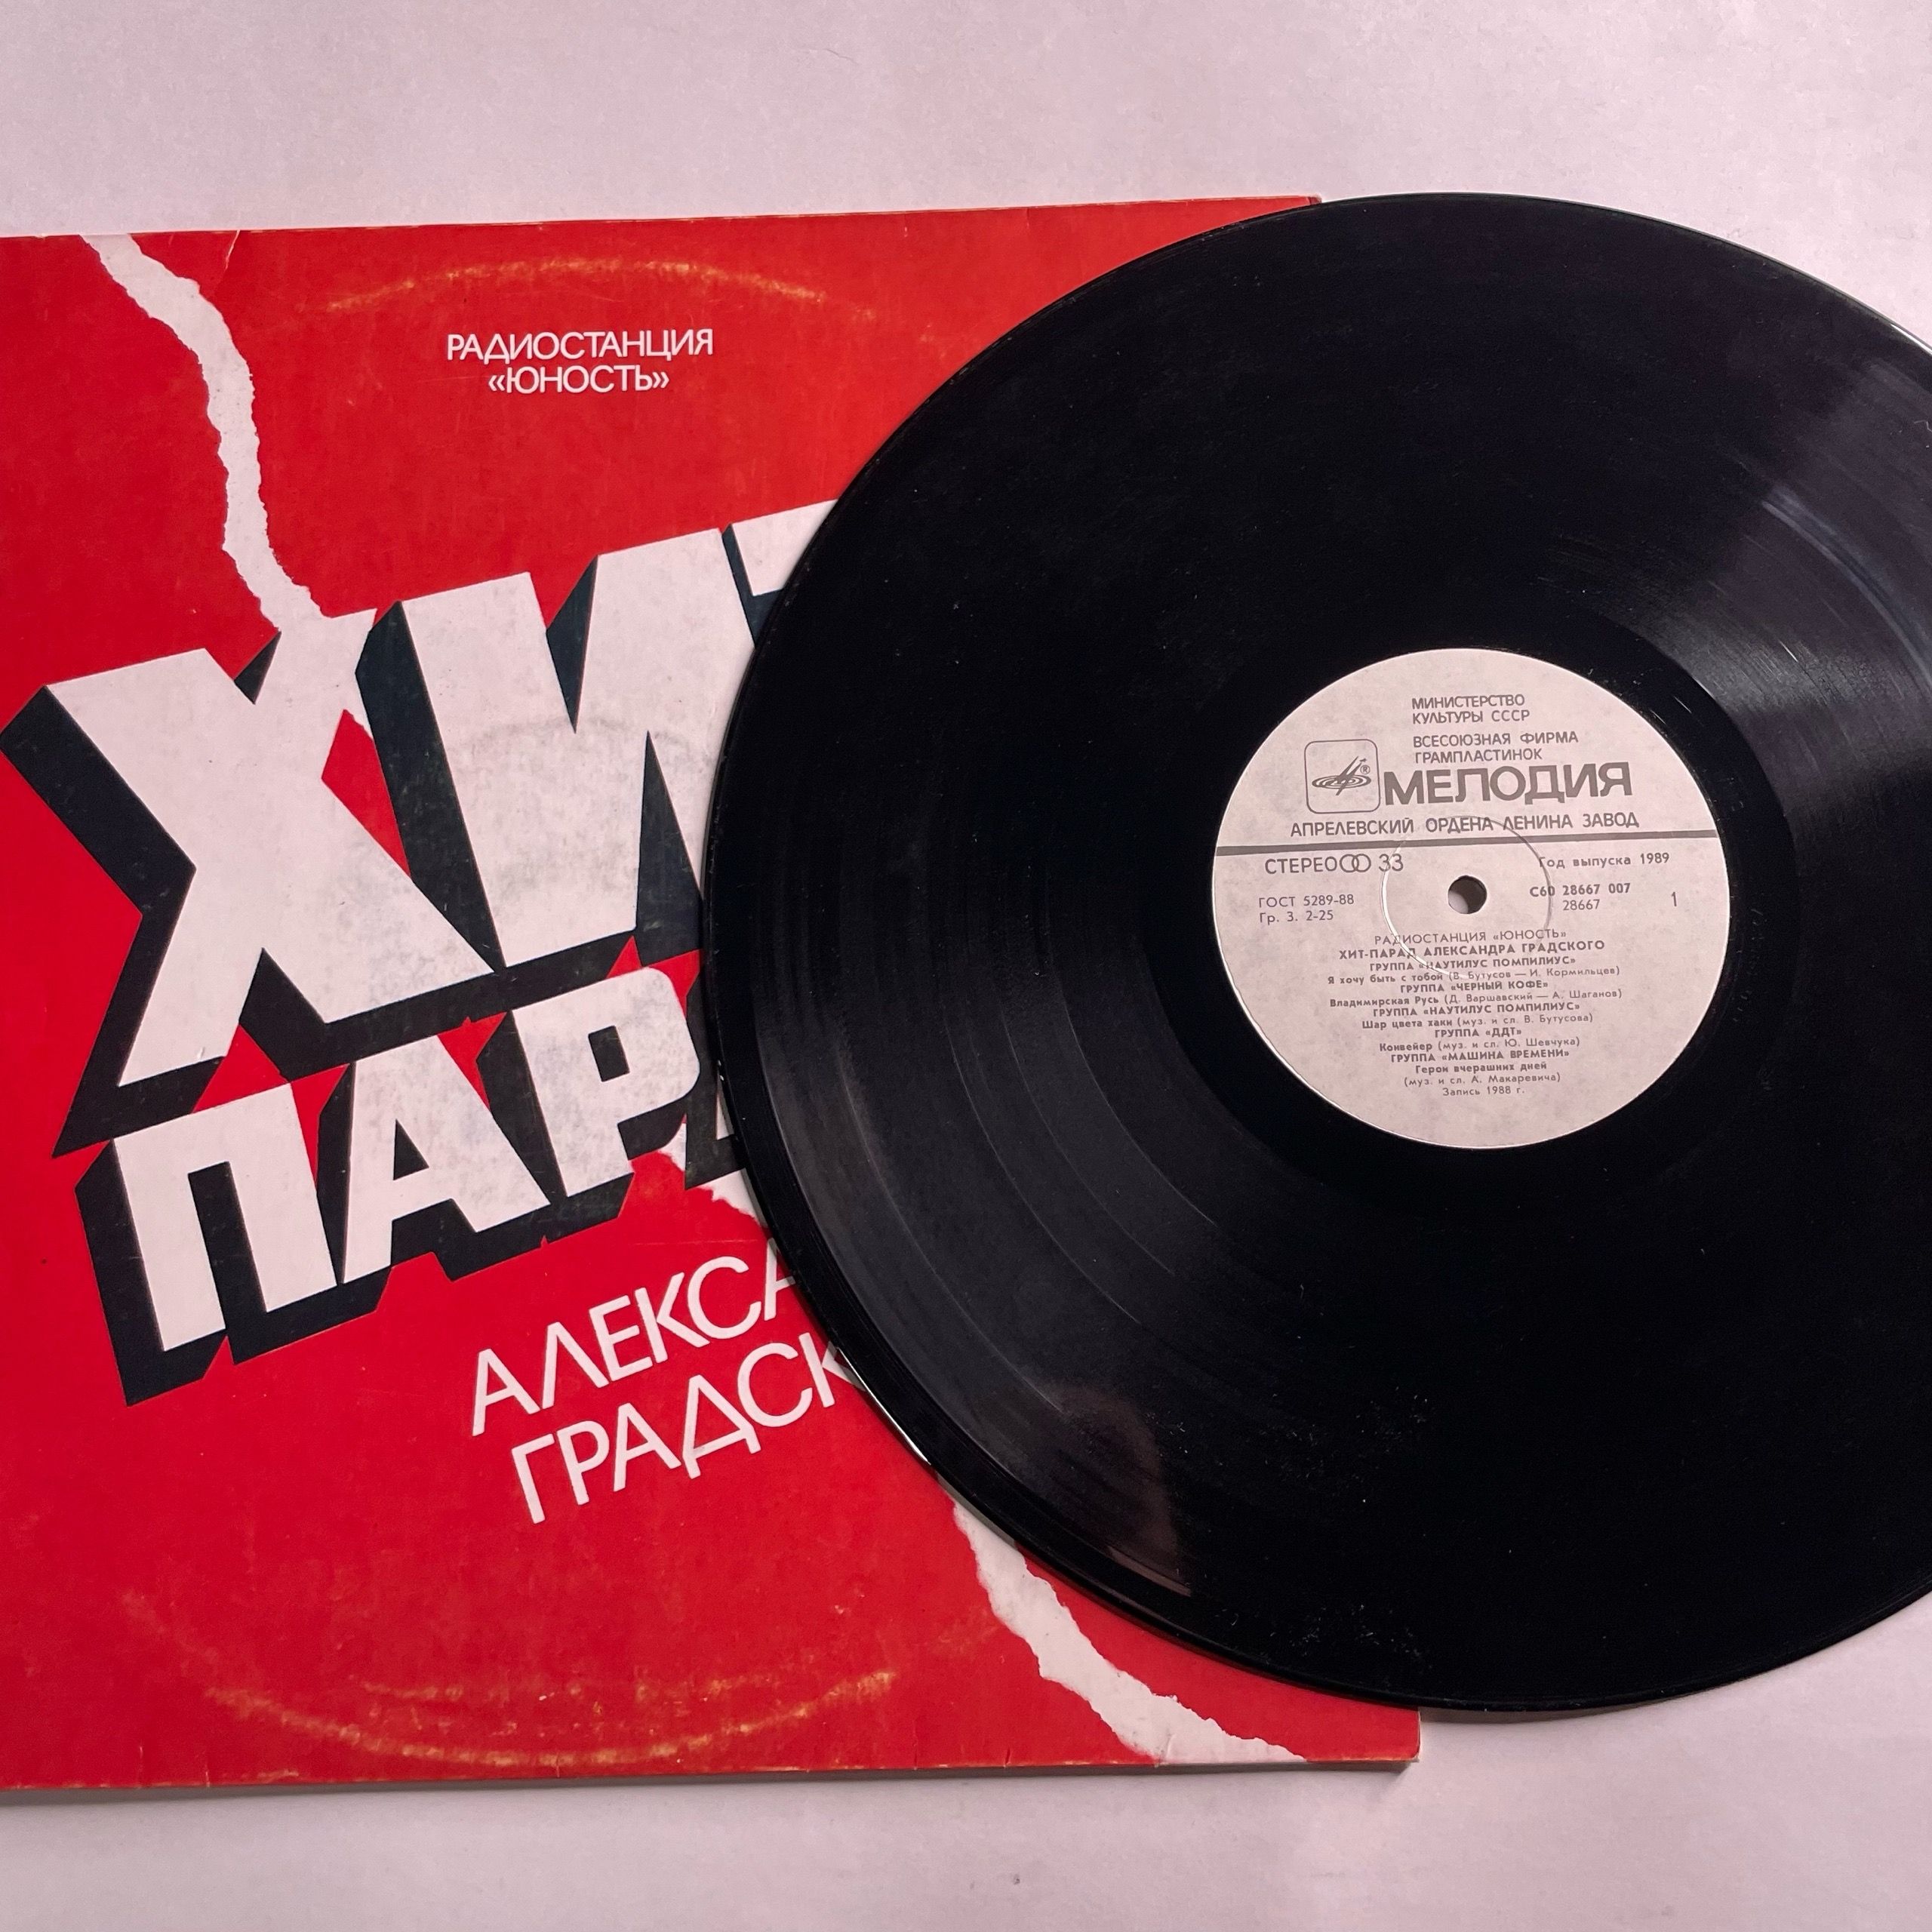 РАДИОСТАНЦИЯ
«ЮНОСТЬ»
ХИТ
ПАРА
АЛЕКСА
ГРАДСК
МИНИСТЕРСТВО
КУЛЬТУРЫ СССР
ВСЕСОЮЗНАЯ ФИРМА
ГРАМПЛАСТИНОК
® МЕЛОДИЯ
АПРЕЛЕВСКИЙ ОРДЕНА ЛЕНИНА ЗАВОД
СТЕРЕО 33
Год выпуска 1989
ГОСТ 5289-88
Гр. 3. 2-25
С60 28667 007
28667
1
РАДИОСТАНЦИЯ «ЮНОСТЬ»
ХИТ-ПАРАД АЛЕКСАНДРА ГРАДСКОГО
ГРУППА «НАУТИЛУС ПОМПИЛИУС»
Я хочу быть с тобой (В. Бутусов — И. Кормильцев)
ГРУППА «ЧЕРНЫЙ КОФЕ»
Владимирская Русь (Д. Варшавский — А. Шаганов)
ГРУППА «НАУТИЛУС ПОМПИЛИУС»
Шар цвета хаки (муз. и сл. В. Бутусова)
ГРУППА «ДДТ»
Конвейер (муз. и сл. Ю. Шевчука)
ГРУППА «МАШИНА ВРЕМЕНИ»
Герои вчерашних дней
(муз. и сл. А. Макаревича)
Запись 1988 г.